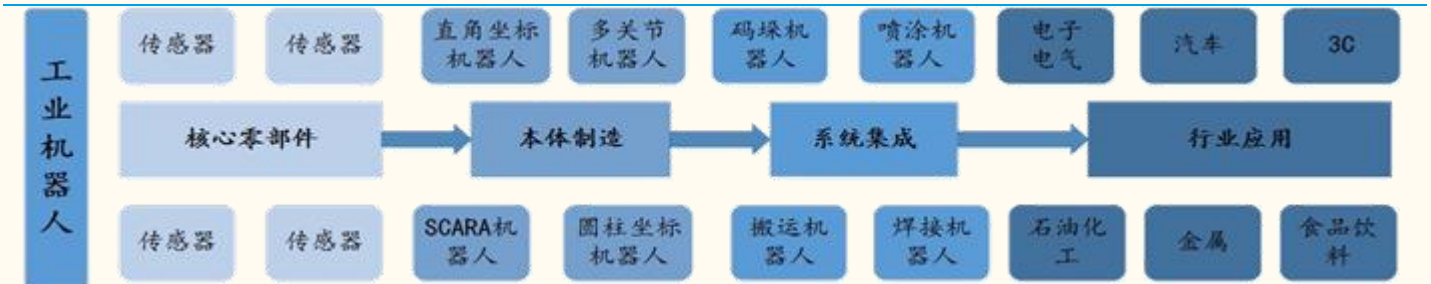 工业机器人
传感器
传感器
直角坐标
机器人
多关节
机器人
码垛机
器人
喷涂机
器人
电子
电气
汽车
3C
核心零部件
本体制造
系统集成
行业应用
传感器
传感器
SCARA机
器人
圆柱坐标
机器人
搬运机
器人
焊接机
器人
石油化
工
金属
食品饮
料